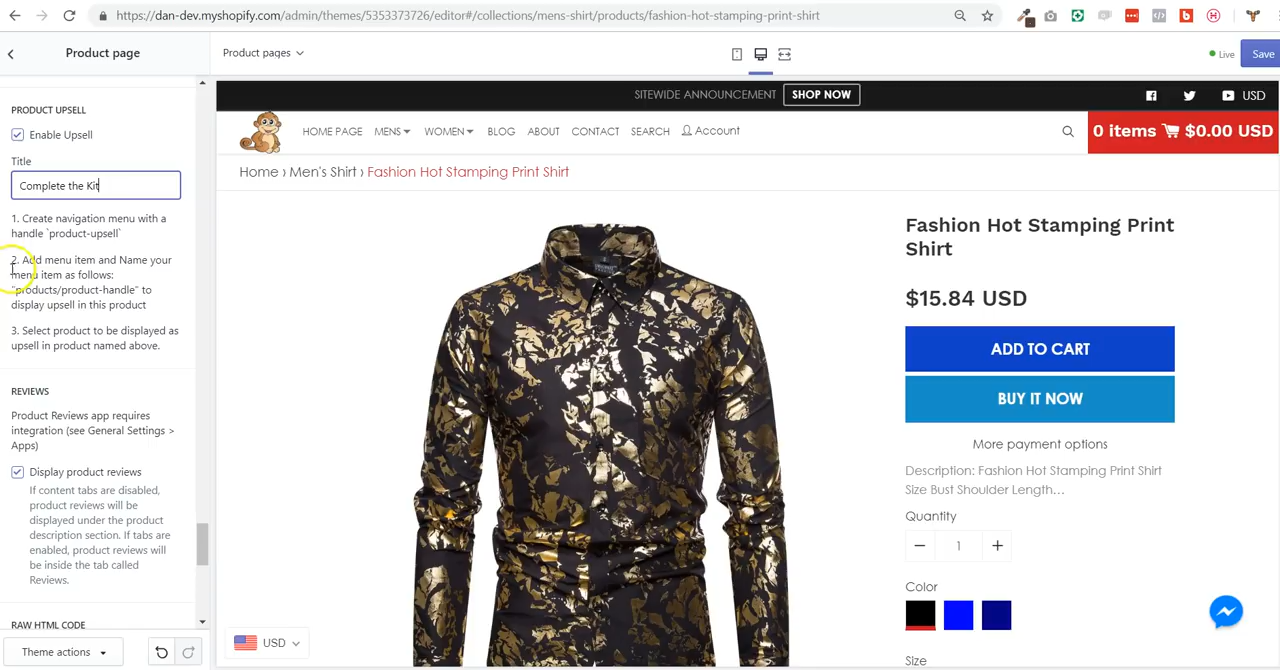 https://dan-dev.myshopify.com/admin/themes/5353373726/editor#/collections/mens-shirt/products/fashion-hot-stamping-print-shirt
Product page
Product pages
Live
Save
PRODUCT UPSELL
Enable Upsell
Title
Complete the Kit
1. Create navigation menu with a
handle `product-upsell`
2. Add menu item and Name your
menu item as follows:
"products/product-handle" to
display upsell in this product
3. Select product to be displayed as
upsell in product named above.
REVIEWS
Product Reviews app requires
integration (see General Settings >
Apps)
Display product reviews
If content tabs are disabled,
product reviews will be
displayed under the product
description section. If tabs are
enabled, product reviews will
be inside the tab called
Reviews.
RAW HTML CODE
Theme actions
SITEWIDE ANNOUNCEMENT SHOP NOW
USD
HOME PAGE MENS WOMEN BLOG ABOUT CONTACT SEARCH Account
0 items $0.00 USD
Home › Men's Shirt › Fashion Hot Stamping Print Shirt
Fashion Hot Stamping Print
Shirt
$15.84 USD
ADD TO CART
BUY IT NOW
More payment options
Description: Fashion Hot Stamping Print Shirt
Size Bust Shoulder Length…
Quantity
− 1 +
Color
Size
USD